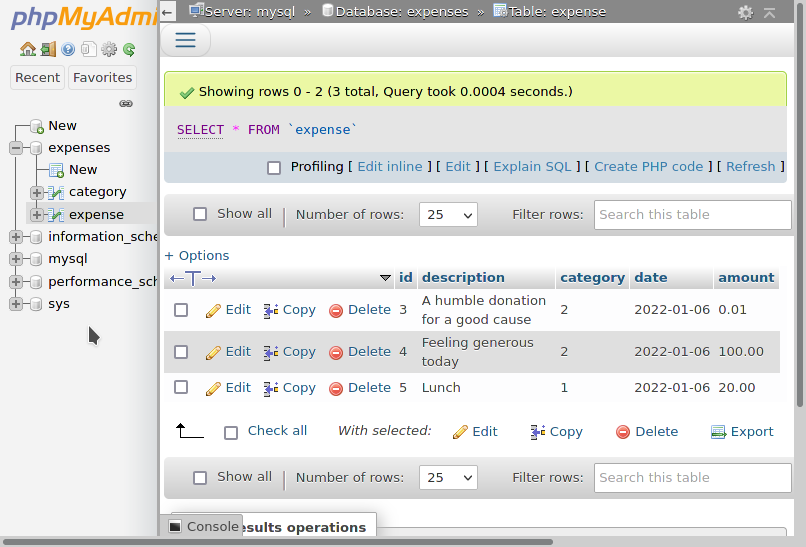 phpMyAdmi
Recent Favorites
New
expenses
New
category
expense
information_sche
mysql
performance_sch
sys
Server: mysql » Database: expenses » Table: expense
Showing rows 0 - 2 (3 total, Query took 0.0004 seconds.)
SELECT * FROM `expense`
Profiling [ Edit inline ] [ Edit ] [ Explain SQL ] [ Create PHP code ] [ Refresh ]
Show all Number of rows: 25 Filter rows: Search this table
+ Options
←T→ id description category date amount
Edit Copy Delete 3 A humble donation for a good cause 2 2022-01-06 0.01
Edit Copy Delete 4 Feeling generous today 2 2022-01-06 100.00
Edit Copy Delete 5 Lunch 1 2022-01-06 20.00
Check all With selected: Edit Copy Delete Export
Show all Number of rows: 25 Filter rows: Search this table
Console esults operations